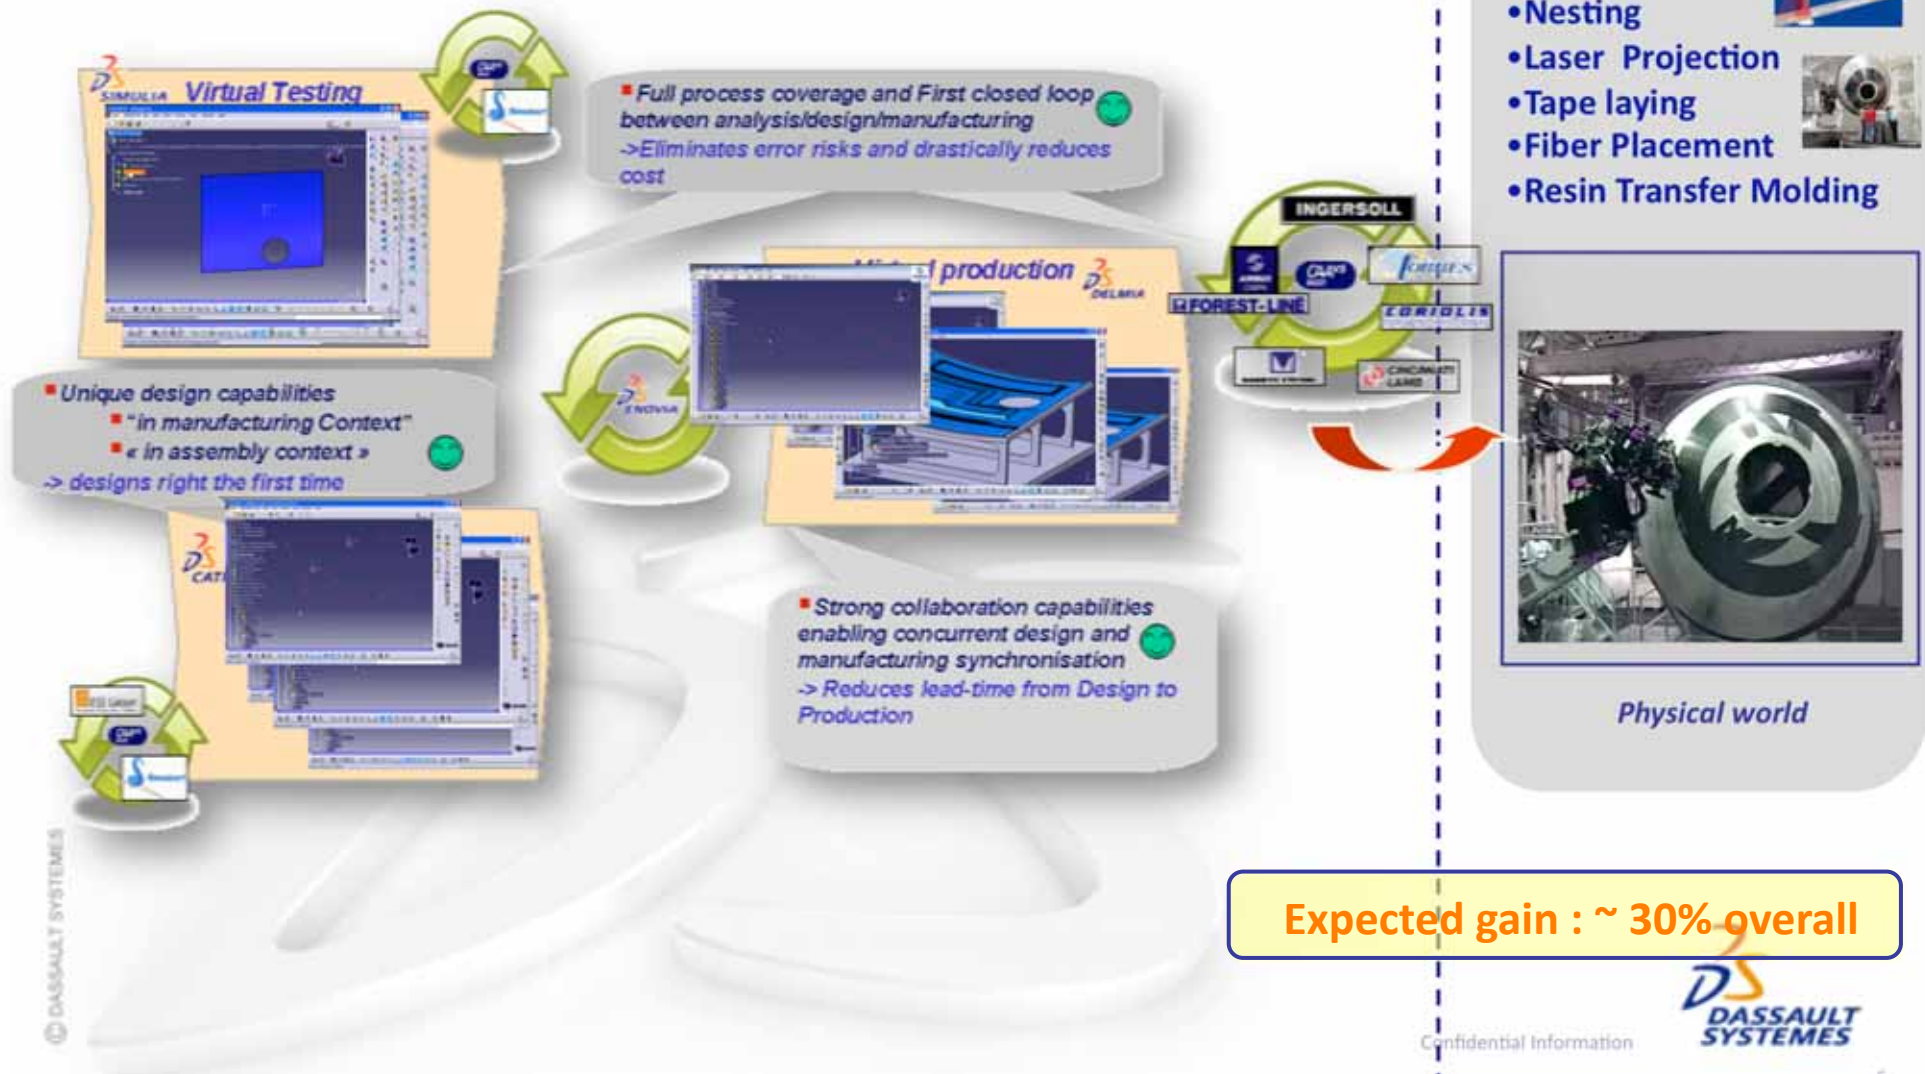 SIMULIA
Virtual Testing
Full process coverage and First closed loop
between analysis/design/manufacturing
->Eliminates error risks and drastically reduces
cost
•Nesting
•Laser Projection
•Tape laying
•Fiber Placement
•Resin Transfer Molding
INGERSOLL
FOREST-LINE
CORIOLIS
CINCINNATI
LAMB
production
DELMIA
ENOVIA
Unique design capabilities
"in manufacturing Context"
« in assembly context »
-> designs right the first time
Strong collaboration capabilities
enabling concurrent design and
manufacturing synchronisation
-> Reduces lead-time from Design to
Production
Physical world
Expected gain : ~ 30% overall
© DASSAULT SYSTEMES
Confidential Information
DASSAULT
SYSTEMES